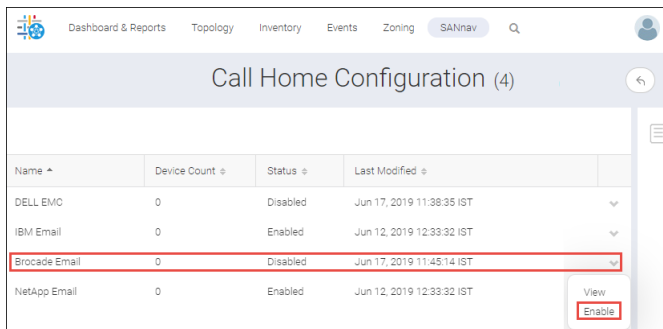 Dashboard & Reports Topology Inventory Events Zoning SANnav
Call Home Configuration (4)
Name Device Count Status Last Modified
DELL EMC 0 Disabled Jun 17, 2019 11:38:35 IST
IBM Email 0 Enabled Jun 12, 2019 12:33:32 IST
Brocade Email 0 Disabled Jun 17, 2019 11:45:14 IST
NetApp Email 0 Enabled Jun 12, 2019 12:33:32 IST
View
Enable